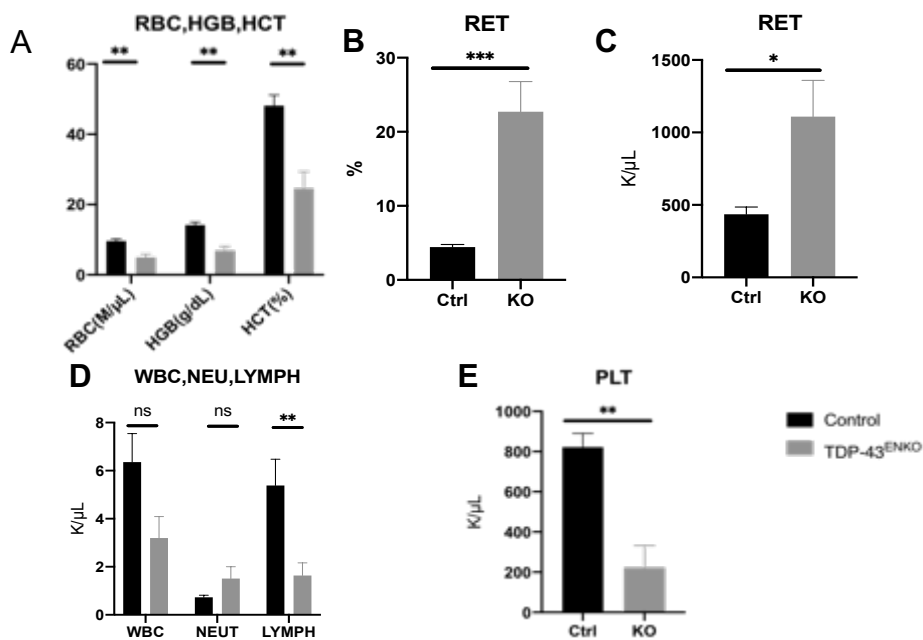 A
RBC,HGB,HCT
** ** **
60
40
20
0
RBC(M/µL)
HGB(g/dL)
HCT(%)
B
RET
***
30
20
10
0
%
Ctrl KO
C
RET
*
1500
1000
500
0
K/µL
Ctrl KO
D
WBC,NEU,LYMPH
ns ns **
8
6
4
2
0
K/µL
WBC NEUT LYMPH
E
PLT
**
1000
800
600
400
200
0
K/µL
Ctrl KO
Control
TDP-43ᴱᴺᴷᴼ